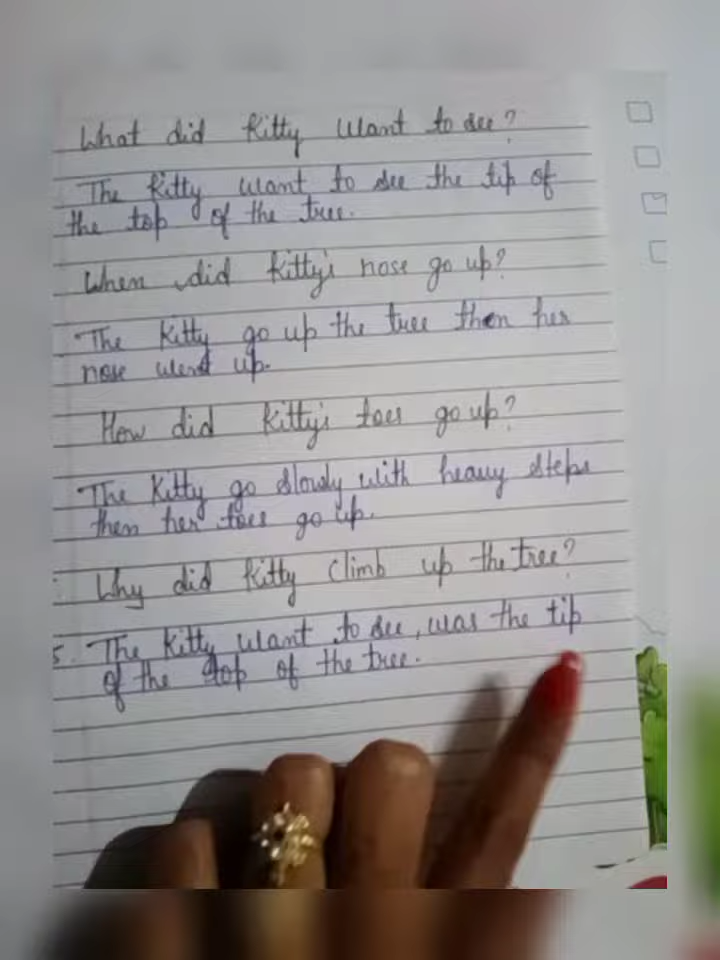 What did Kitty want to see?
The Kitty want to see the tip of
the top of the tree.
When did Kitty's nose go up?
The Kitty go up the tree then her
nose went up.
How did Kitty's toes go up?
The Kitty go slowly with heavy steps
then her toes go up.
Why did Kitty Climb up the tree?
5. The Kitty want to see, was the tip
of the top of the tree.